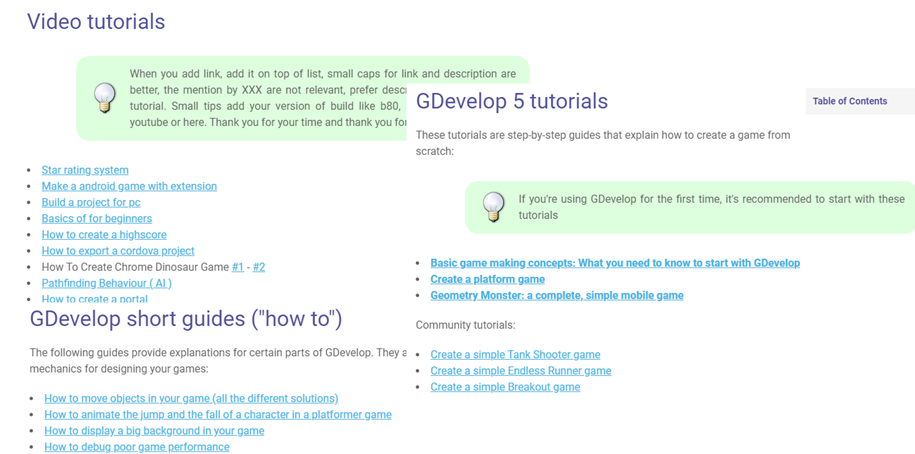 Video tutorials
When you add link, add it on top of list, small caps for link and description are
better, the mention by XXX are not relevant, prefer
tutorial. Small tips add your version of build like b80,
youtube or here. Thank you for your time and thank you for
Star rating system
Make a android game with extension
Build a project for pc
Basics of for beginners
How to create a highscore
How to export a cordova project
How To Create Chrome Dinosaur Game #1 - #2
Pathfinding Behaviour ( AI )
How to create a portal
GDevelop short guides ("how to")
The following guides provide explanations for certain parts of GDevelop. They
mechanics for designing your games:
How to move objects in your game (all the different solutions)
How to animate the jump and the fall of a character in a platformer game
How to display a big background in your game
How to debug poor game performance
GDevelop 5 tutorials
Table of Contents
These tutorials are step-by-step guides that explain how to create a game from
scratch:
If you're using GDevelop for the first time, it's recommended to start with these
tutorials
Basic game making concepts: What you need to know to start with GDevelop
Create a platform game
Geometry Monster: a complete, simple mobile game
Community tutorials:
Create a simple Tank Shooter game
Create a simple Endless Runner game
Create a simple Breakout game